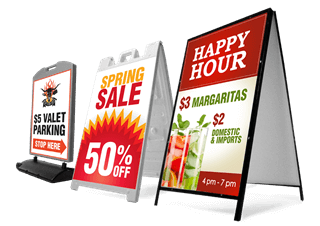 $5 VALET
PARKING
STOP HERE
SPRING
SALE
50% OFF
HAPPY
HOUR
$3 MARGARITAS
$2
DOMESTIC
& IMPORTS
4 pm - 7 pm